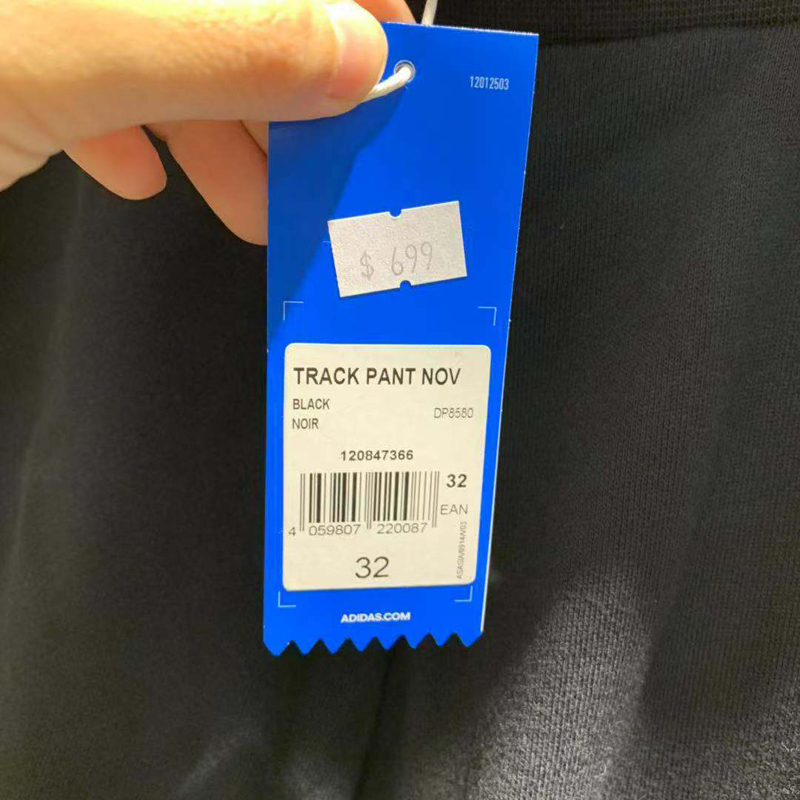 12012503
$ 699
TRACK PANT NOV
BLACK
DP8580
NOIR
120847366
32
EAN
4 059807 220087
32
ADIDAS.COM